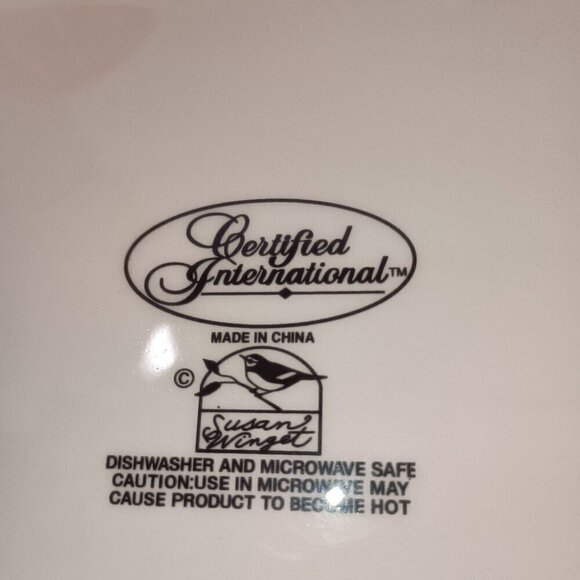 Certified
International™
MADE IN CHINA
©
Susan
Winget
DISHWASHER AND MICROWAVE SAFE
CAUTION:USE IN MICROWAVE MAY
CAUSE PRODUCT TO BECOME HOT